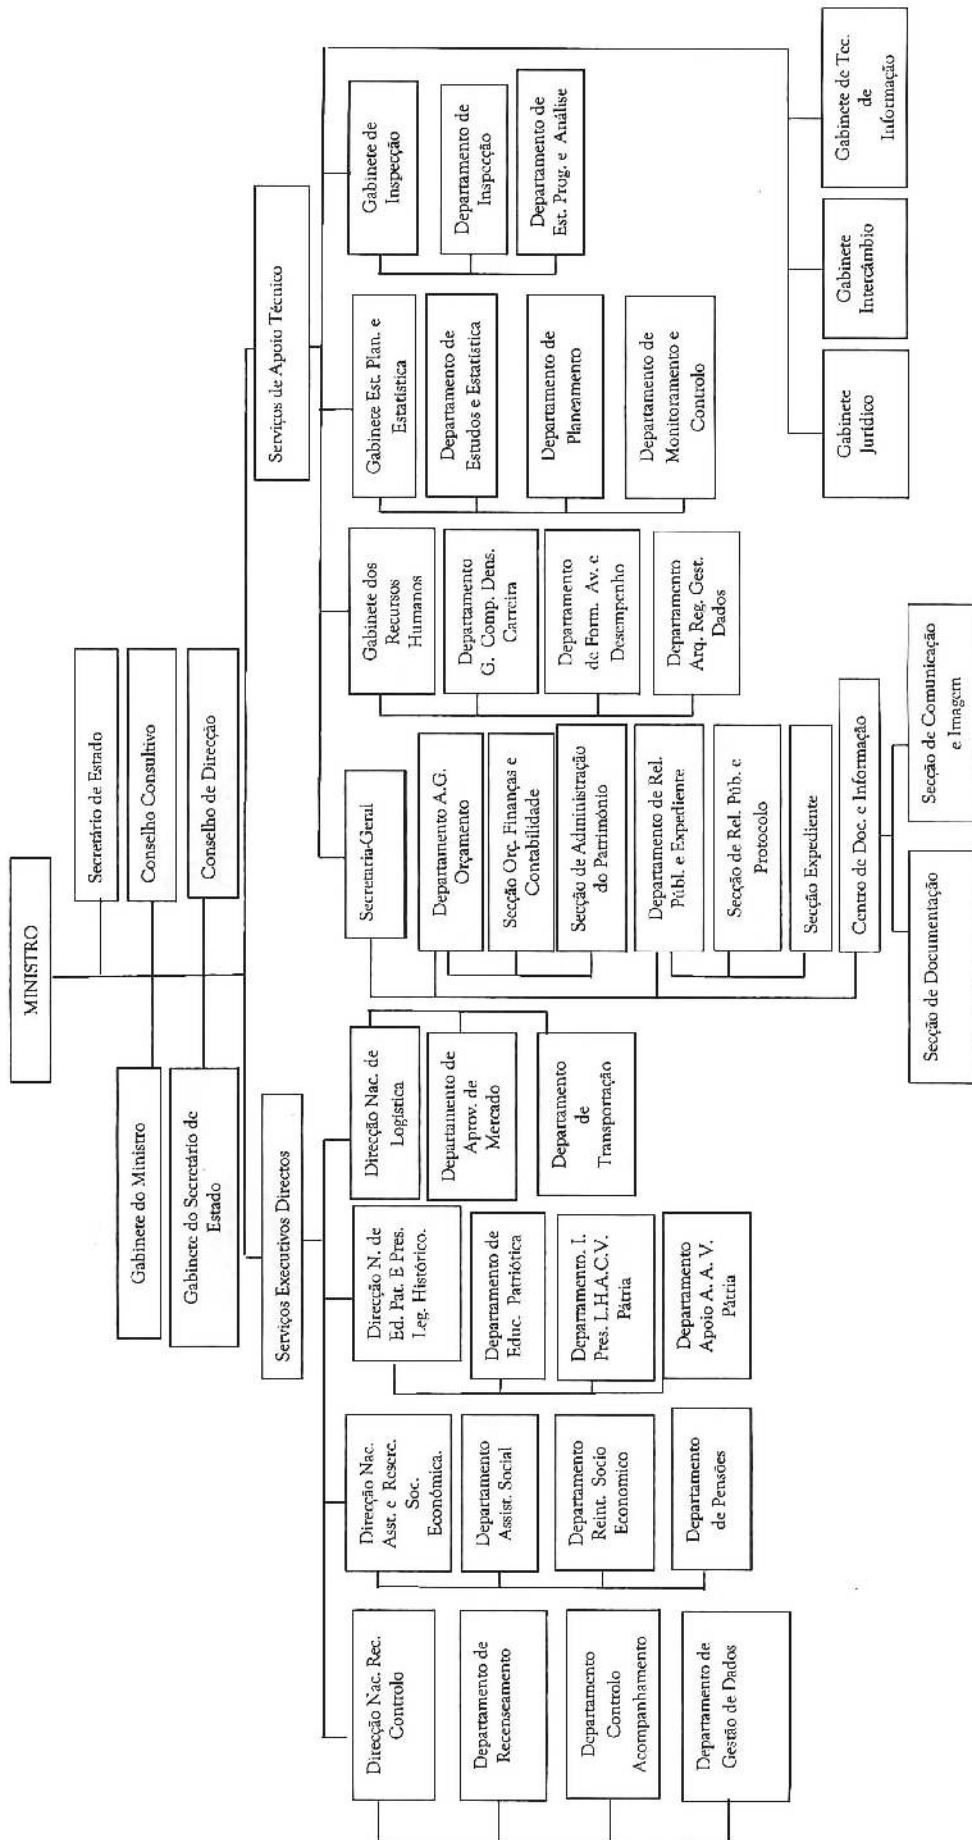 MINISTRO
Secretário de Estado
Gabinete do Ministro
Conselho Consultivo
Gabinete do Secretário de
Estado
Conselho de Direcção
Serviços Executivos Directos
Serviços de Apoio Técnico
Direcção Nac. Rec.
Controlo
Departamento de
Recenseamento
Departamento
Controlo
Acompanhamento
Departamento de
Gestão de Dados
Direcção Nac.
Asst. e Reserc.
Soc.
Económica.
Departamento
Assist. Social
Departamento
Reint. Socio
Economico
Departamento
de Pensões
Direcção N. de
Ed. Pat. E Pres.
Leg. Histórico.
Departamento de
Educ. Patriótica
Departamento. I.
Pres. L.H.A.C.V.
Pátria
Departamento
Apoio A. A. V.
Pátria
Direcção Nac. de
Logística
Departamento de
Aprov. de
Mercado
Departamento
de
Transportação
Secretaria-Geral
Departamento A.G.
Orçamento
Secção Orç. Finanças e
Contabilidade
Secção de Administração
do Património
Departamento de Rel.
Públ. e Expediente
Secção de Rel. Púb. e
Protocolo
Secção Expediente
Centro de Doc. e Informação
Secção de Documentação
Secção de Comunicação
e Imagem
Gabinete dos
Recursos
Humanos
Departamento
G. Comp. Dens.
Carreira
Departamento
de Form. Av. e
Desempenho
Departamento
Arq. Reg. Gest.
Dados
Gabinete Est. Plan. e
Estatística
Departamento de
Estudos e Estatística
Departamento de
Planeamento
Departamento de
Monitoramento e
Controlo
Gabinete de
Inspecção
Departamento de
Inspecção
Departamento de
Est. Prog. e Análise
Gabinete
Jurídico
Gabinete
Intercâmbio
Gabinete de Tec.
de
Informação